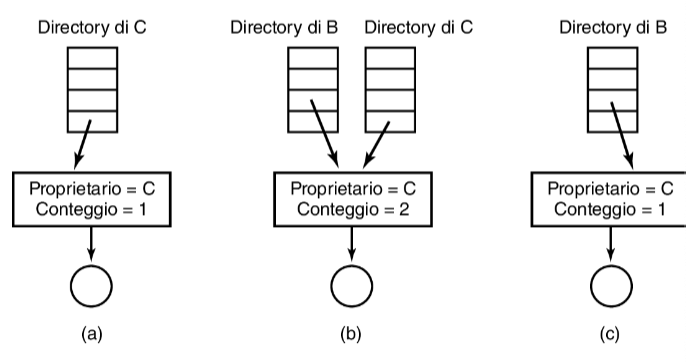 Directory di C
Directory di B
Directory di C
Directory di B
Proprietario = C
Conteggio = 1
Proprietario = C
Conteggio = 2
Proprietario = C
Conteggio = 1
(a)
(b)
(c)